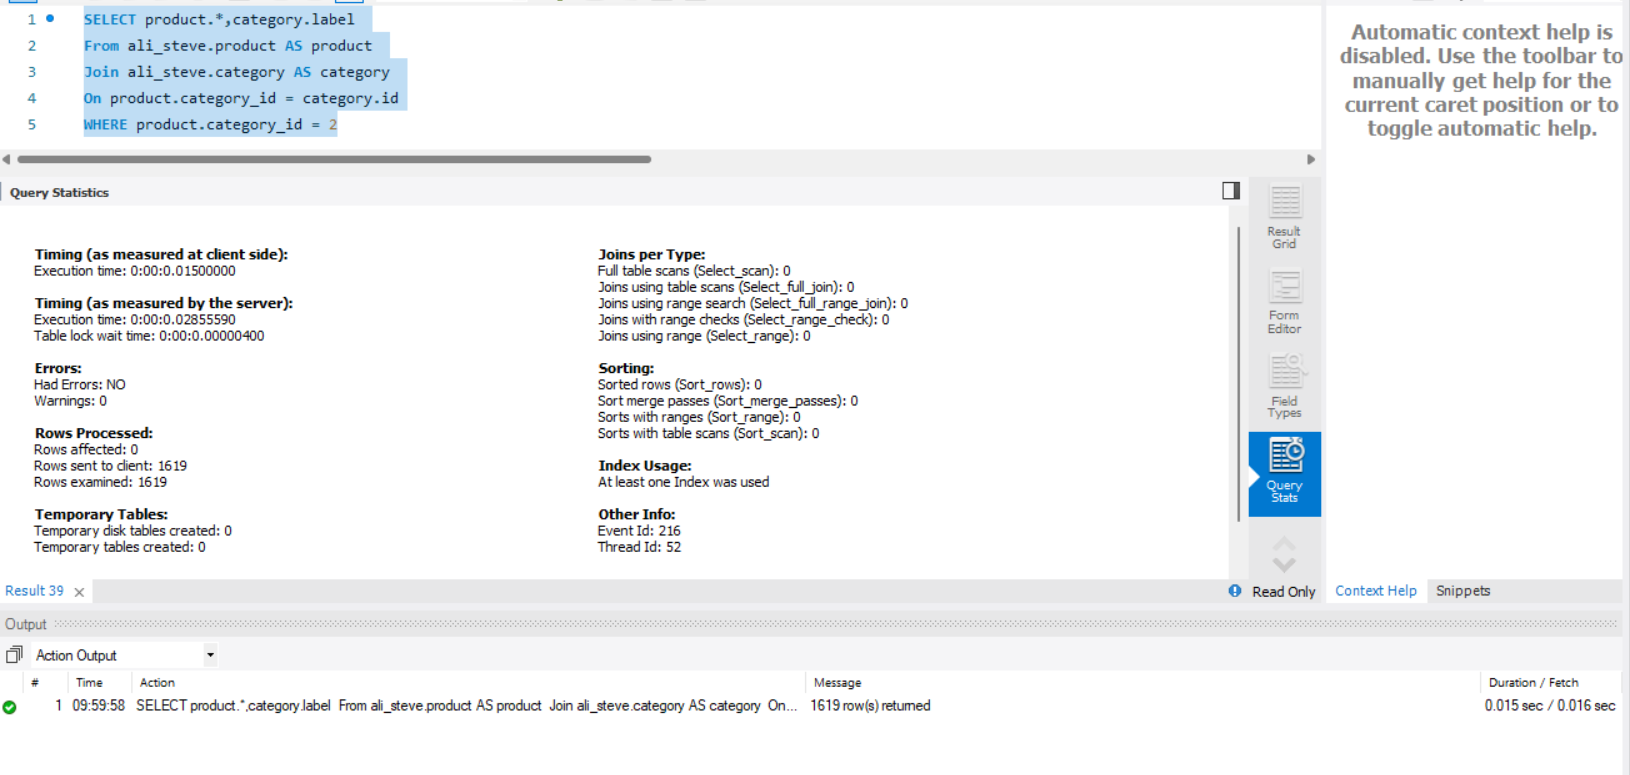 1 SELECT product.*,category.label
2 From ali_steve.product AS product
3 Join ali_steve.category AS category
4 On product.category_id = category.id
5 WHERE product.category_id = 2
Automatic context help is
disabled. Use the toolbar to
manually get help for the
current caret position or to
toggle automatic help.
Query Statistics
Timing (as measured at client side):
Execution time: 0:00:0.01500000
Timing (as measured by the server):
Execution time: 0:00:0.02855590
Table lock wait time: 0:00:0.00000400
Errors:
Had Errors: NO
Warnings: 0
Rows Processed:
Rows affected: 0
Rows sent to client: 1619
Rows examined: 1619
Temporary Tables:
Temporary disk tables created: 0
Temporary tables created: 0
Joins per Type:
Full table scans (Select_scan): 0
Joins using table scans (Select_full_join): 0
Joins using range search (Select_full_range_join): 0
Joins with range checks (Select_range_check): 0
Joins using range (Select_range): 0
Sorting:
Sorted rows (Sort_rows): 0
Sort merge passes (Sort_merge_passes): 0
Sorts with ranges (Sort_range): 0
Sorts with table scans (Sort_scan): 0
Index Usage:
At least one Index was used
Other Info:
Event Id: 216
Thread Id: 52
Result
Grid
Form
Editor
Field
Types
Query
Stats
Result 39
Read Only
Context Help
Snippets
Output
Action Output
# Time Action Message Duration / Fetch
1 09:59:58 SELECT product.*,category.label From ali_steve.product AS product Join ali_steve.category AS category On... 1619 row(s) returned 0.015 sec / 0.016 sec